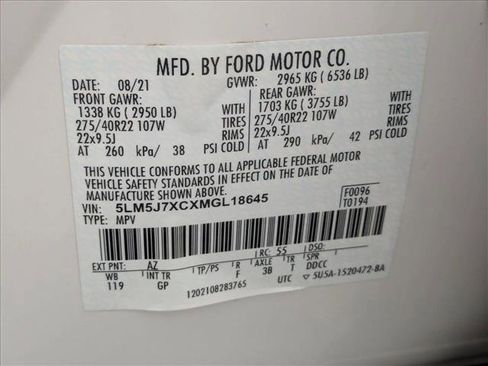 MFD. BY FORD MOTOR CO.
DATE: 08/21 GVWR: 2965 KG (6536 LB)
FRONT GAWR: REAR GAWR:
1338 KG (2950 LB) WITH 1703 KG (3755 LB) WITH
275/40R22 107W TIRES 275/40R22 107W TIRES
22x9.5J RIMS 22x9.5J RIMS
AT 260 kPa/ 38 PSI COLD AT 290 kPa/ 42 PSI COLD
THIS VEHICLE CONFORMS TO ALL APPLICABLE FEDERAL MOTOR
VEHICLE SAFETY STANDARDS IN EFFECT ON THE DATE OF
MANUFACTURE SHOWN ABOVE.
VIN: 5LM5J7XCXMGL18645 F0096
TYPE: MPV T0194
EXT PNT: AZ RC: 55 DSO:
WB INT TR TP/PS R AXLE TR SPR
119 GP F 3B T DDCC
1202108283765 UTC 5U5A-1520472-BA